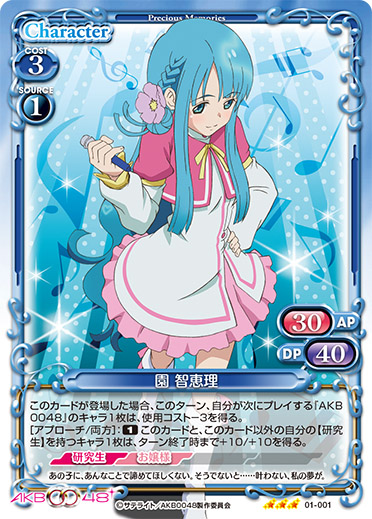 Precious Memories
Character
COST
3
SOURCE
1
30 AP
DP 40
園 智恵理
このカードが登場した場合、このターン、自分が次にプレイする『AKB
0048』のキャラ1枚は、使用コスト-3を得る。
[アプローチ/両方]:1このカードと、このカード以外の自分の【研究
生】を持つキャラ1枚は、ターン終了時まで+10/+10を得る。
研究生 お嬢様
あの子に、あんなことで諦めてほしくない。そうでないと……叶わない、私の夢が。
AKB0048
©サテライト/AKB0048製作委員会
★★★ 01-001